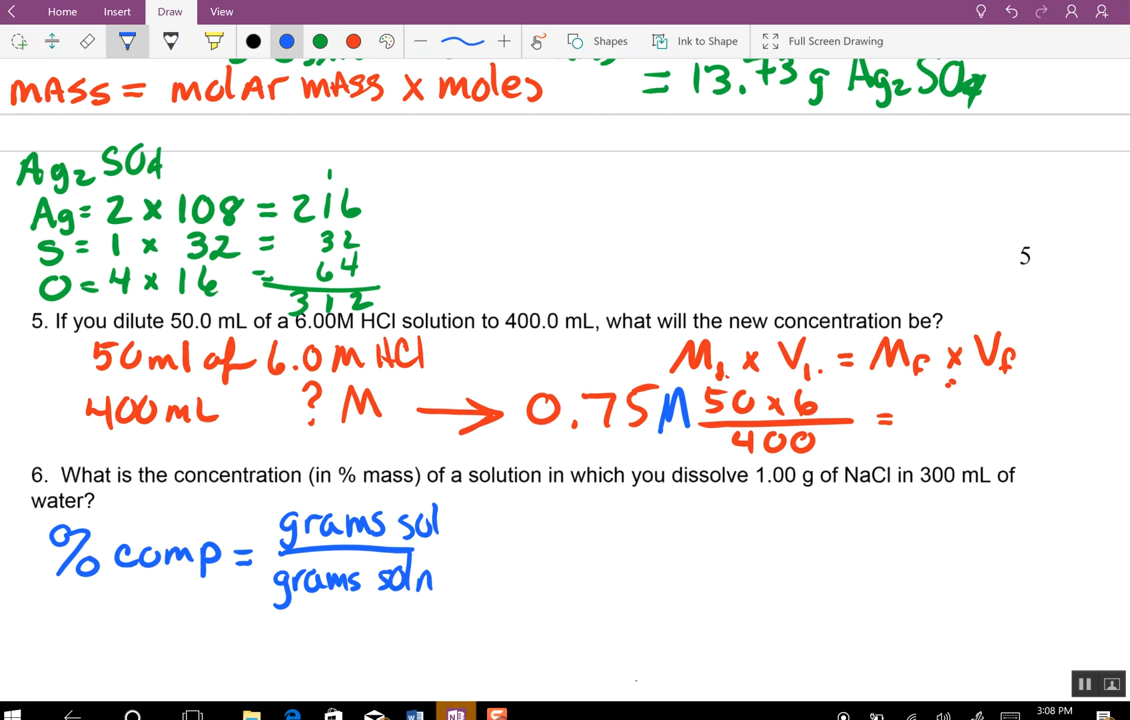 Home Insert Draw View
Shapes Ink to Shape Full Screen Drawing
mAss = molAr mAss x moles = 13.73 g Ag2SO4
Ag2SO4
Ag = 2 x 108 = 216
1
S = 1 x 32 = 32
O = 4 x 16 = 64
312
5
5. If you dilute 50.0 mL of a 6.00M HCl solution to 400.0 mL, what will the new concentration be?
50ml of 6.0M HCl M1 x V1 = Mf x Vf
400mL ? M → 0.75M 50 x 6 =
400
6. What is the concentration (in % mass) of a solution in which you dissolve 1.00 g of NaCl in 300 mL of
water?
% comp = grams sol
grams soln
3:08 PM